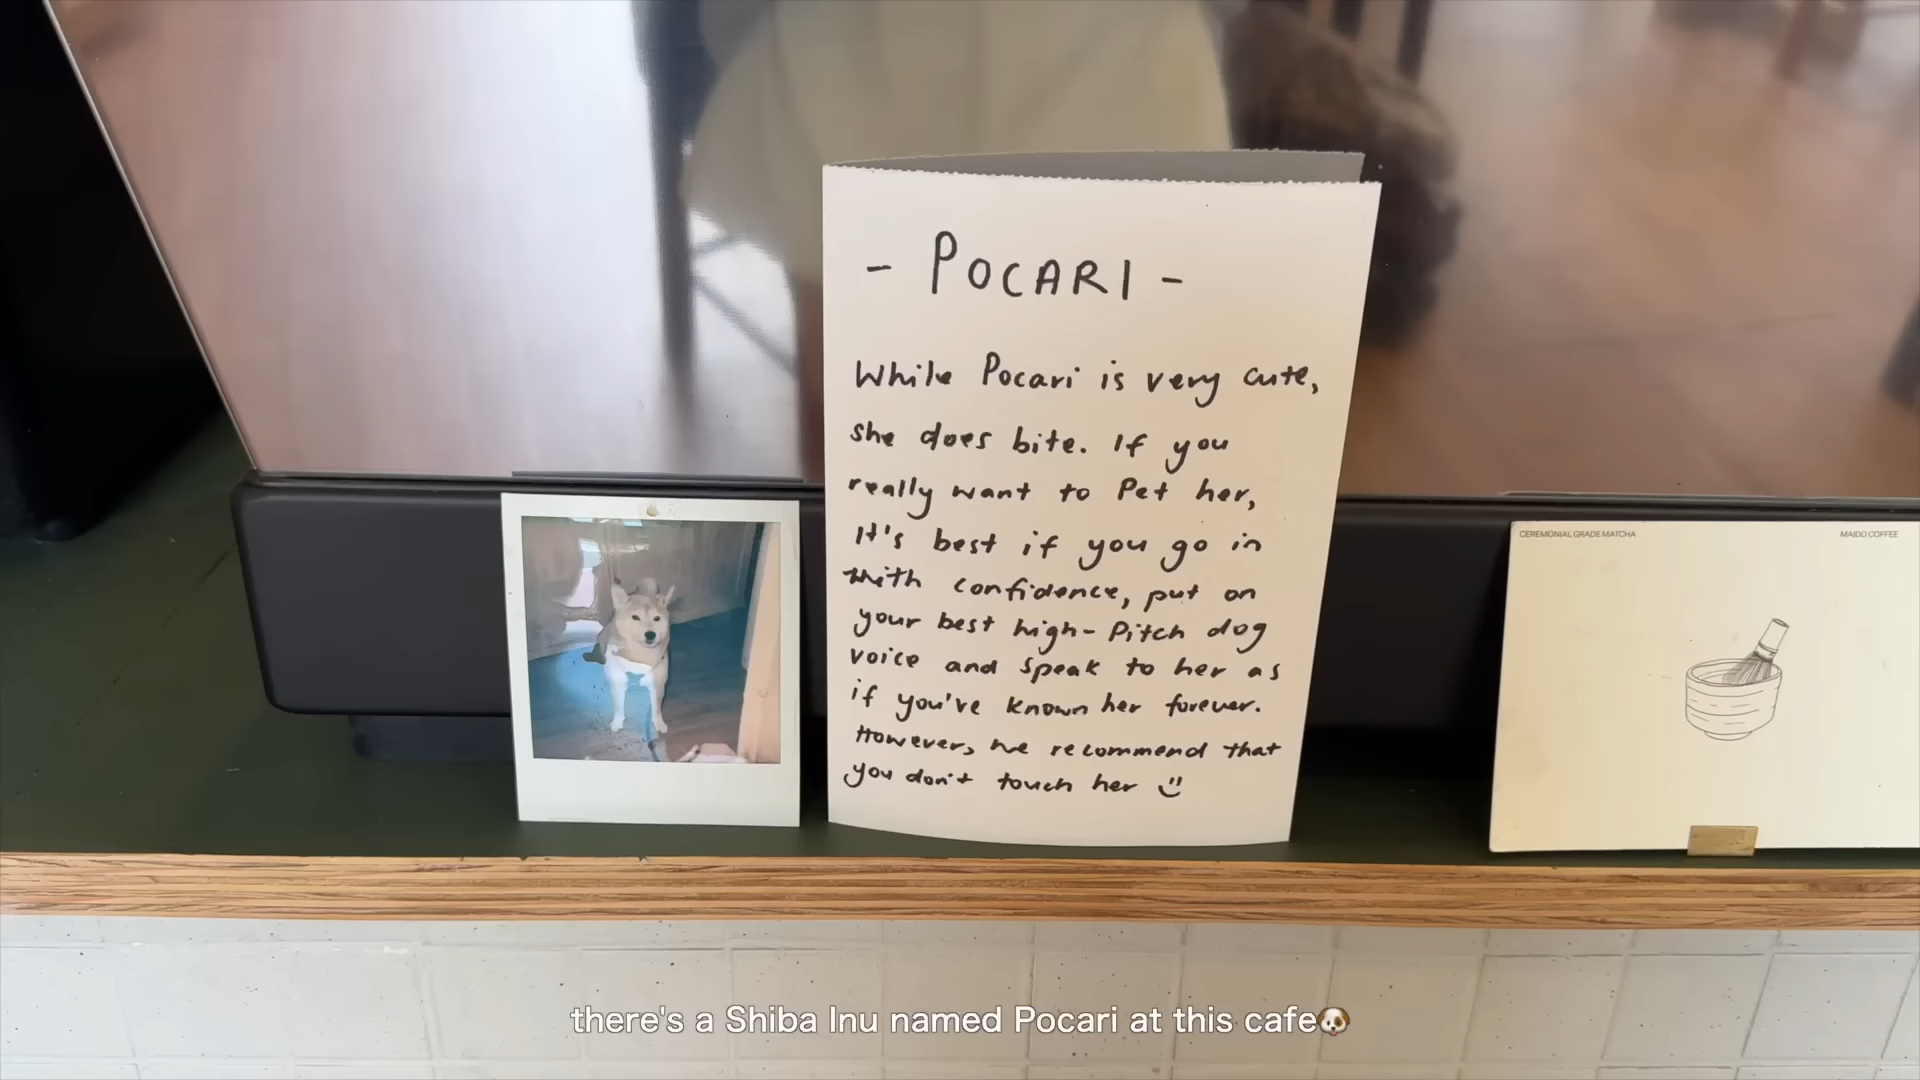 - POCARI -
While Pocari is very cute,
she does bite. If you
really want to Pet her,
It's best if you go in
with confidence, put on
your best high-Pitch dog
voice and speak to her as
if you've known her forever.
However, we recommend that
you don't touch her
CEREMONIAL GRADE MATCHA
MAIDO COFFEE
there's a Shiba Inu named Pocari at this cafe🐶